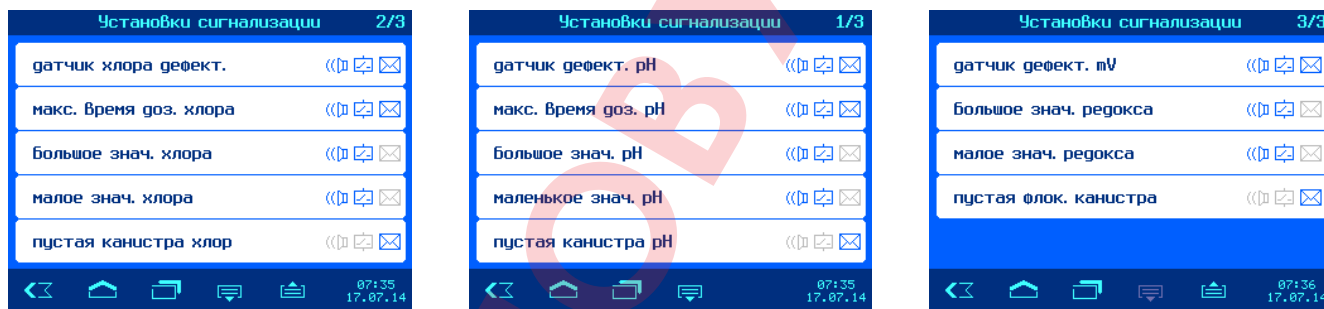 Установки сигнализации 2/3
датчик хлора дефект.
макс. Время доз. хлора
Большое знач. хлора
малое знач. хлора
пустая канистра хлор
07:35
17.07.14
Установки сигнализации 1/3
датчик дефект. pH
макс. Время доз. pH
Большое знач. pH
маленькое знач. pH
пустая канистра pH
07:35
17.07.14
Установки сигнализации 3/3
датчик дефект. mV
Большое знач. редокса
малое знач. редокса
пустая флок. канистра
07:36
17.07.14